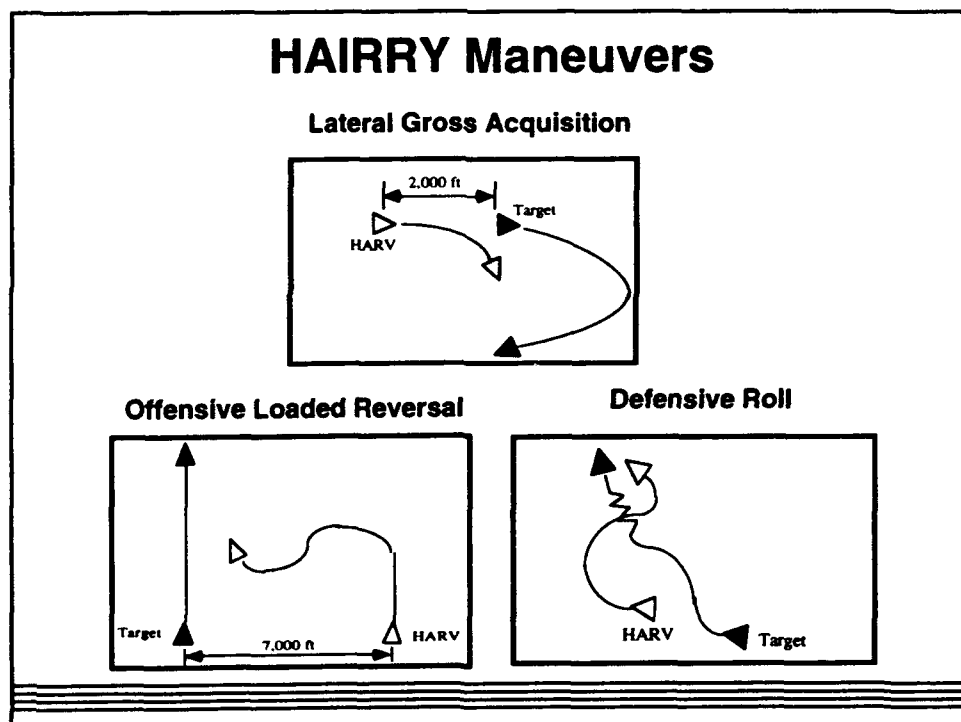 HAIRRY Maneuvers
Lateral Gross Acquisition
2,000 ft
Target
HARV
Offensive Loaded Reversal
Target
7,000 ft
HARV
Defensive Roll
HARV
Target